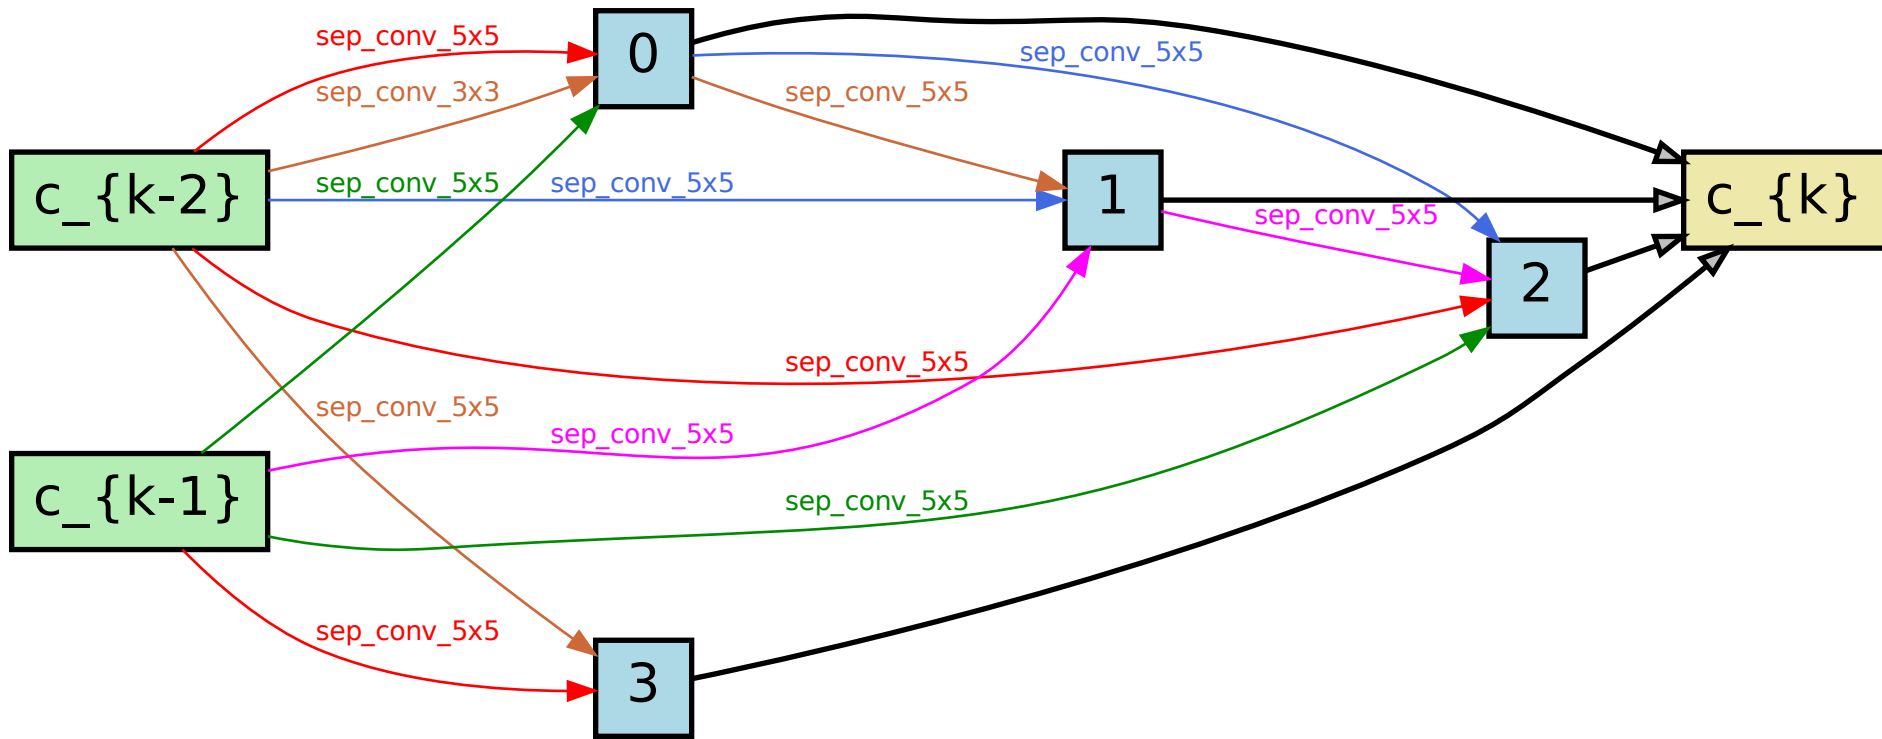 sep_conv_5x5
0
sep_conv_5x5
sep_conv_3x3
sep_conv_5x5
c_{k-2}
sep_conv_5x5
sep_conv_5x5
1
c_{k}
sep_conv_5x5
2
sep_conv_5x5
sep_conv_5x5
sep_conv_5x5
c_{k-1}
sep_conv_5x5
sep_conv_5x5
3